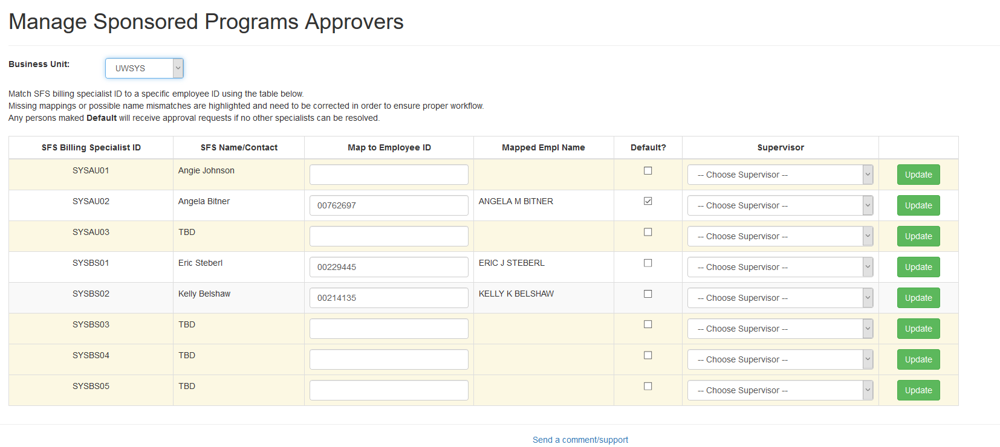 Manage Sponsored Programs Approvers
Business Unit: UWSYS
Match SFS billing specialist ID to a specific employee ID using the table below.
Missing mappings or possible name mismatches are highlighted and need to be corrected in order to ensure proper workflow.
Any persons maked Default will receive approval requests if no other specialists can be resolved.
SFS Billing Specialist ID SFS Name/Contact Map to Employee ID Mapped Empl Name Default? Supervisor
SYSAU01 Angie Johnson -- Choose Supervisor -- Update
SYSAU02 Angela Bitner 00762697 ANGELA M BITNER -- Choose Supervisor -- Update
SYSAU03 TBD -- Choose Supervisor -- Update
SYSBS01 Eric Steberl 00229445 ERIC J STEBERL -- Choose Supervisor -- Update
SYSBS02 Kelly Belshaw 00214135 KELLY K BELSHAW -- Choose Supervisor -- Update
SYSBS03 TBD -- Choose Supervisor -- Update
SYSBS04 TBD -- Choose Supervisor -- Update
SYSBS05 TBD -- Choose Supervisor -- Update
Send a comment/support